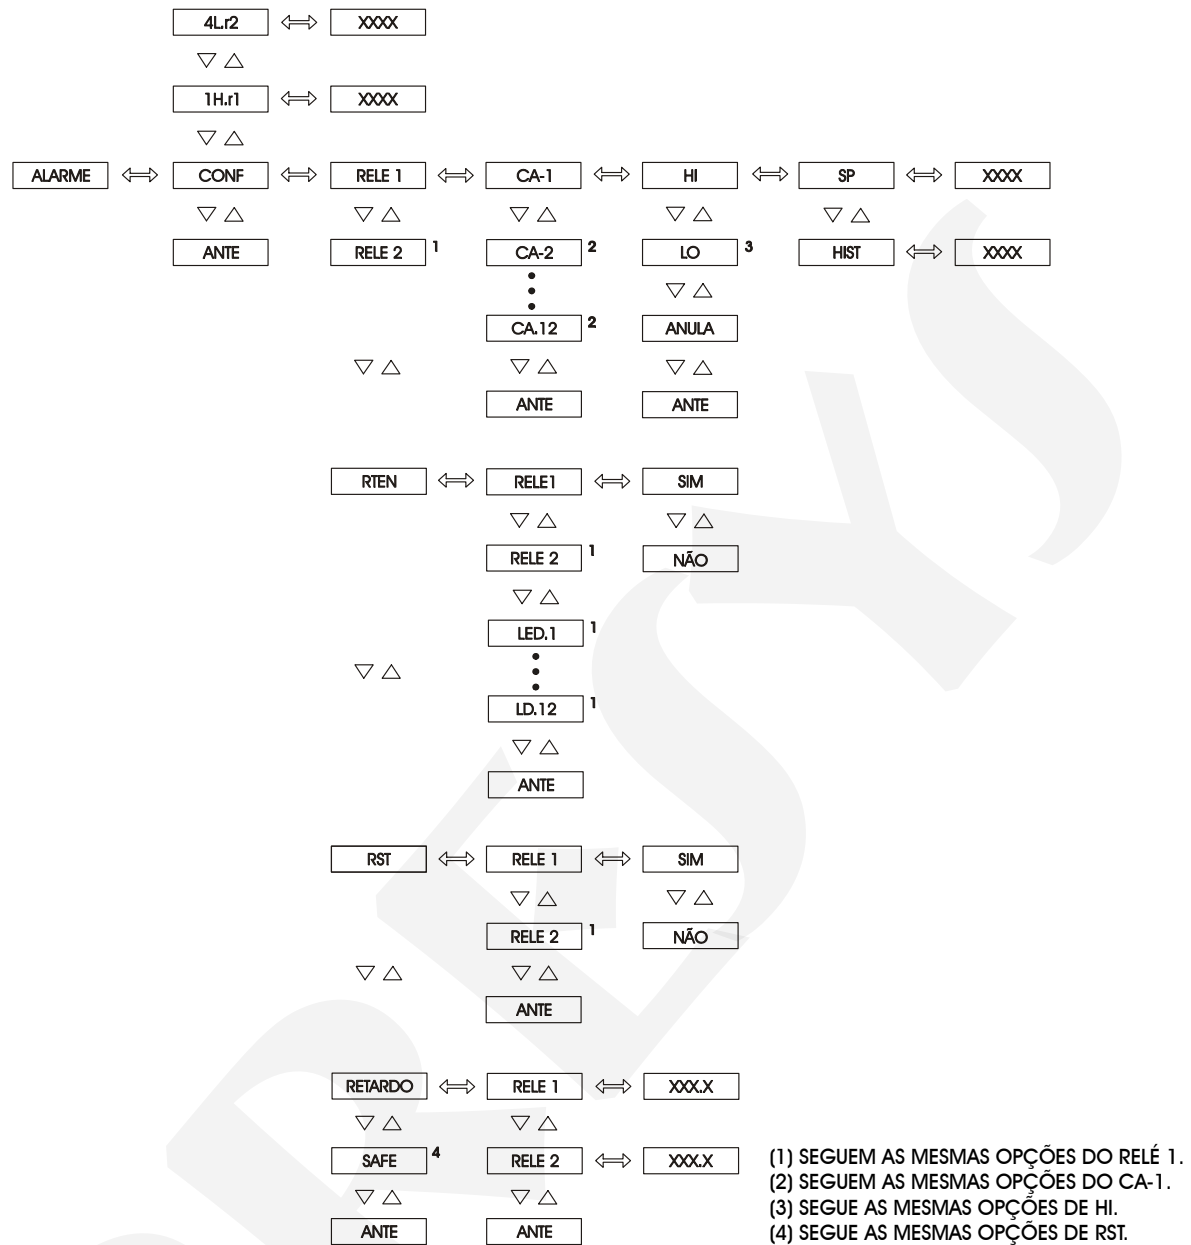 4L.r2 XXXX
1H.r1 XXXX
ALARME CONF RELE 1 CA-1 HI SP XXXX
ANTE RELE 2 1 CA-2 2 LO 3 HIST XXXX
CA.12 2 ANULA
ANTE ANTE
RTEN RELE1 SIM
RELE 2 1 NÃO
LED.1 1
LD.12 1
ANTE
RST RELE 1 SIM
RELE 2 1 NÃO
ANTE
RETARDO RELE 1 XXX.X
SAFE 4 RELE 2 XXX.X
ANTE ANTE
(1) SEGUEM AS MESMAS OPÇÕES DO RELÉ 1.
(2) SEGUEM AS MESMAS OPÇÕES DO CA-1.
(3) SEGUE AS MESMAS OPÇÕES DE HI.
(4) SEGUE AS MESMAS OPÇÕES DE RST.
PRESYS